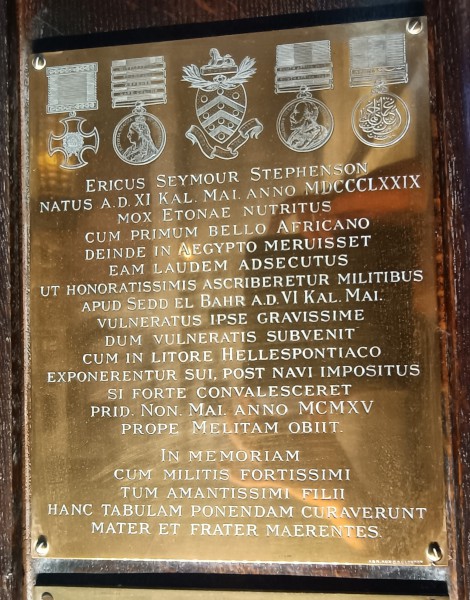 Ericus Seymour Stephenson
natus a.d. XI Kal. Mai. anno MDCCCLXXIX
mox Etonae nutritus
cum primum bello Africano
deinde in Aegypto meruisset
eam laudem adsecutus
ut honoratissimis ascriberetur militibus
apud Sedd el Bahr a.d. VI Kal. Mai.
vulneratus ipse gravissime
dum vulneratis subvenit
cum in litore Hellespontiaco
exponerentur sui, post navi impositus
si forte convalesceret
prid. Non. Mai. anno MCMXV
prope Melitam obiit.
In memoriam
cum militis fortissimi
tum amantissimi filii
hanc tabulam ponendam curaverunt
mater et frater maerentes.